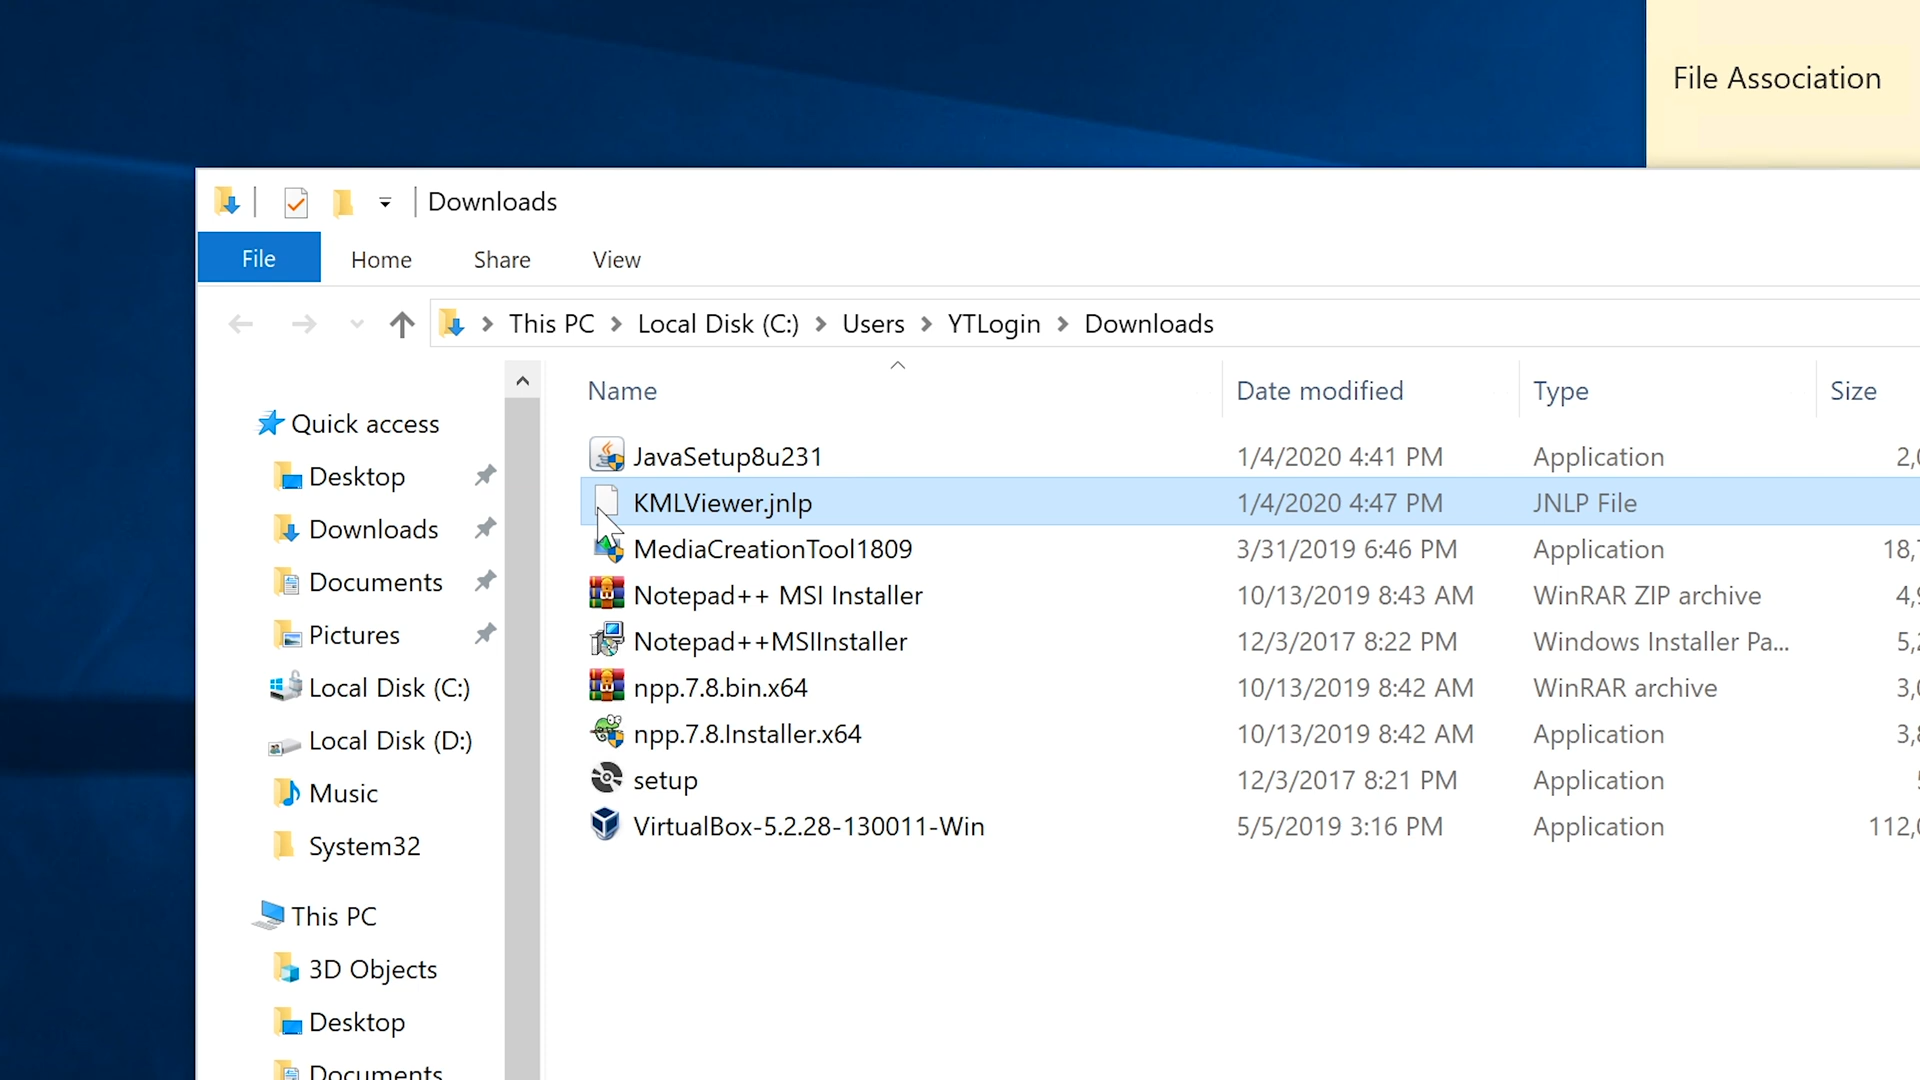 File Association
Downloads
File Home Share View
This PC Local Disk (C:) Users YTLogin Downloads
Name Date modified Type Size
Quick access
Desktop
Downloads
Documents
Pictures
Local Disk (C:)
Local Disk (D:)
Music
System32
This PC
3D Objects
Desktop
Documents
JavaSetup8u231 1/4/2020 4:41 PM Application
KMLViewer.jnlp 1/4/2020 4:47 PM JNLP File
MediaCreationTool1809 3/31/2019 6:46 PM Application
Notepad++ MSI Installer 10/13/2019 8:43 AM WinRAR ZIP archive
Notepad++MSIInstaller 12/3/2017 8:22 PM Windows Installer Pa...
npp.7.8.bin.x64 10/13/2019 8:42 AM WinRAR archive
npp.7.8.Installer.x64 10/13/2019 8:42 AM Application
setup 12/3/2017 8:21 PM Application
VirtualBox-5.2.28-130011-Win 5/5/2019 3:16 PM Application